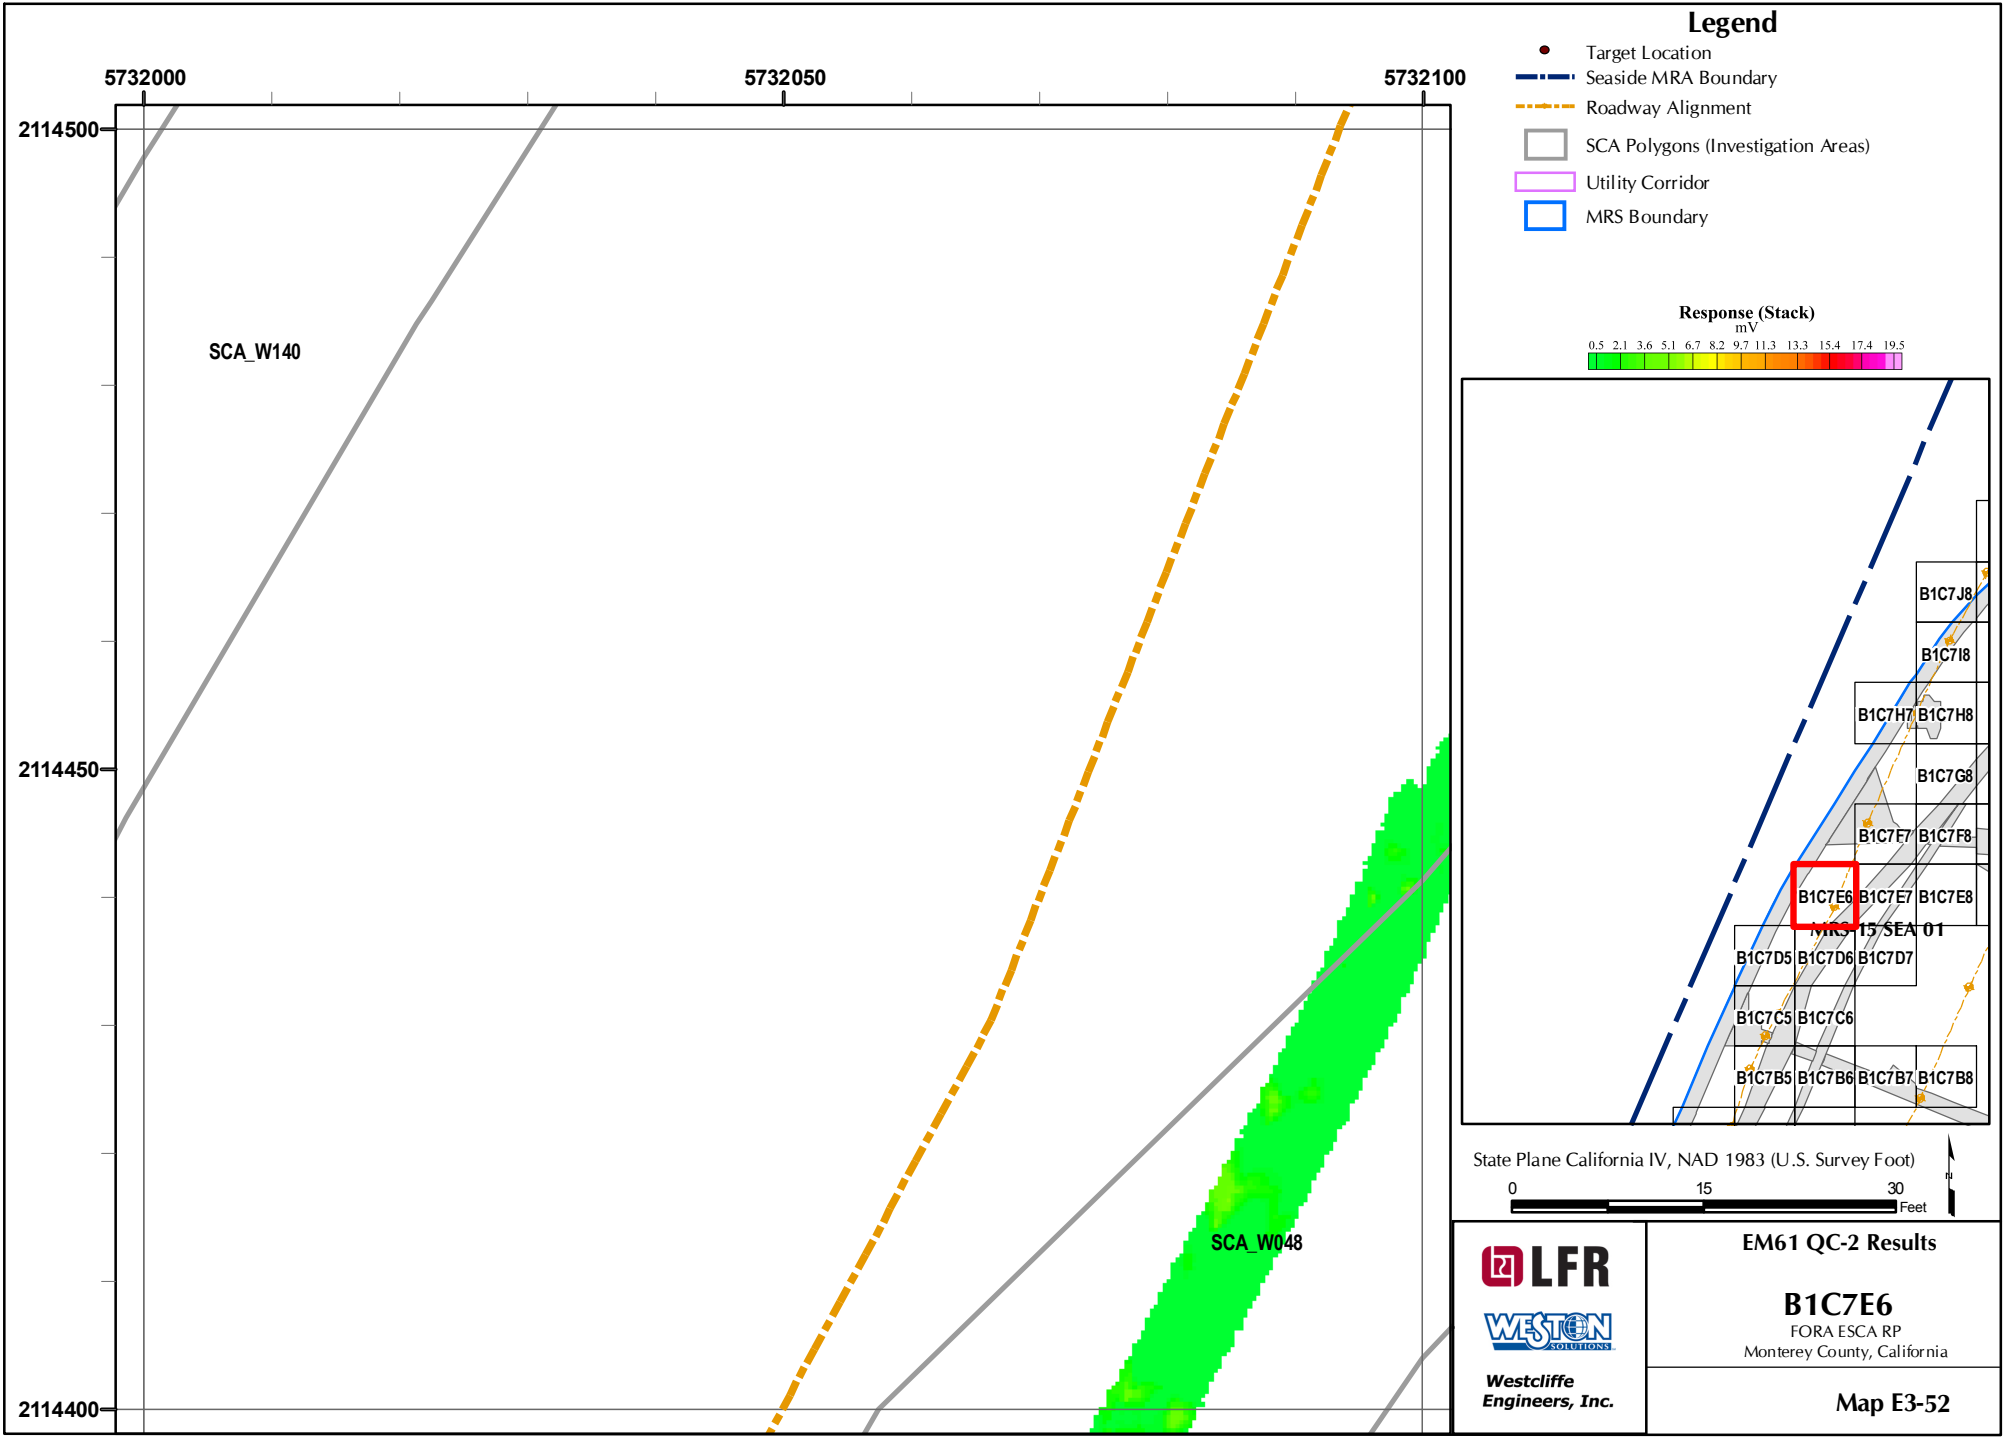 Legend
Target Location
Seaside MRA Boundary
Roadway Alignment
SCA Polygons (Investigation Areas)
Utility Corridor
MRS Boundary
5732000
5732050
5732100
2114500
2114450
2114400
SCA_W140
SCA_W048
Response (Stack)
mV
0.5 2.1 3.6 5.1 6.7 8.2 9.7 11.3 13.3 15.4 17.4 19.5
B1C7J8
B1C7I8
B1C7H7 B1C7H8
B1C7G8
B1C7F7 B1C7F8
B1C7E6 B1C7E7 B1C7E8
MRS-15 SEA 01
B1C7D5 B1C7D6 B1C7D7
B1C7C5 B1C7C6
B1C7B5 B1C7B6 B1C7B7 B1C7B8
State Plane California IV, NAD 1983 (U.S. Survey Foot)
0 15 30
Feet
N
LFR
WESTON
SOLUTIONS
Westcliffe
Engineers, Inc.
EM61 QC-2 Results
B1C7E6
FORA ESCA RP
Monterey County, California
Map E3-52